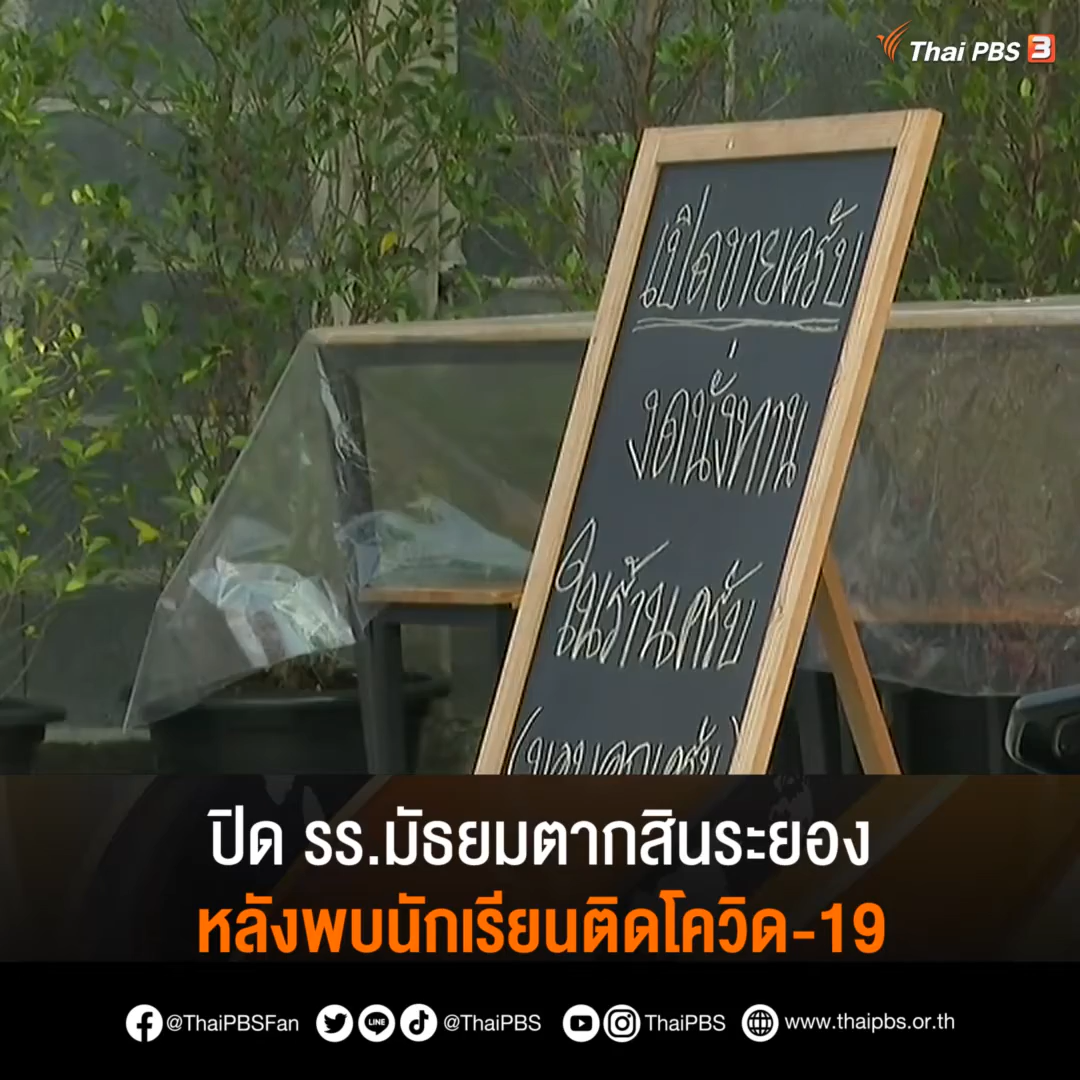 Thai PBS 3
เปิดขายครับ
งดนั่งทาน
ในร้านครับ
ปิด รร.มัธยมตากสินระยอง
หลังพบนักเรียนติดโควิด-19
@ThaiPBSFan LINE @ThaiPBS ThaiPBS www.thaipbs.or.th